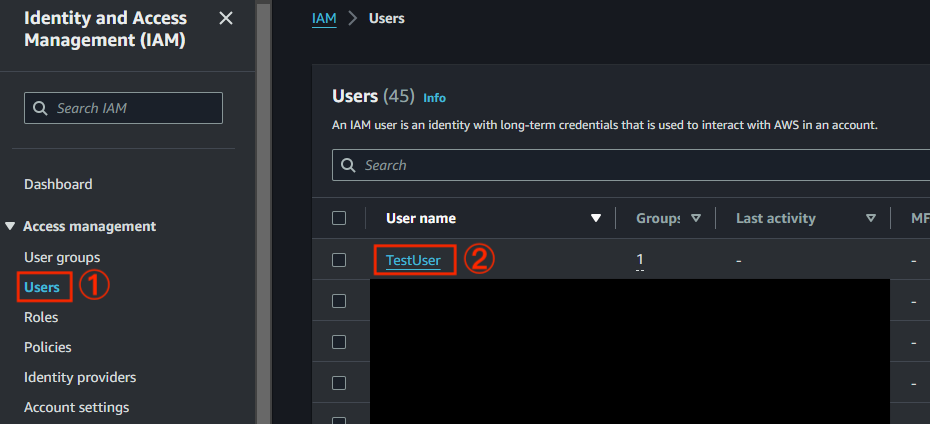 Identity and Access
Management (IAM)
Search IAM
Dashboard
Access management
User groups
Users ①
Roles
Policies
Identity providers
Account settings
IAM > Users
Users (45) Info
An IAM user is an identity with long-term credentials that is used to interact with AWS in an account.
Search
User name Groups Last activity MF
TestUser ② 1 - -
-
-
-